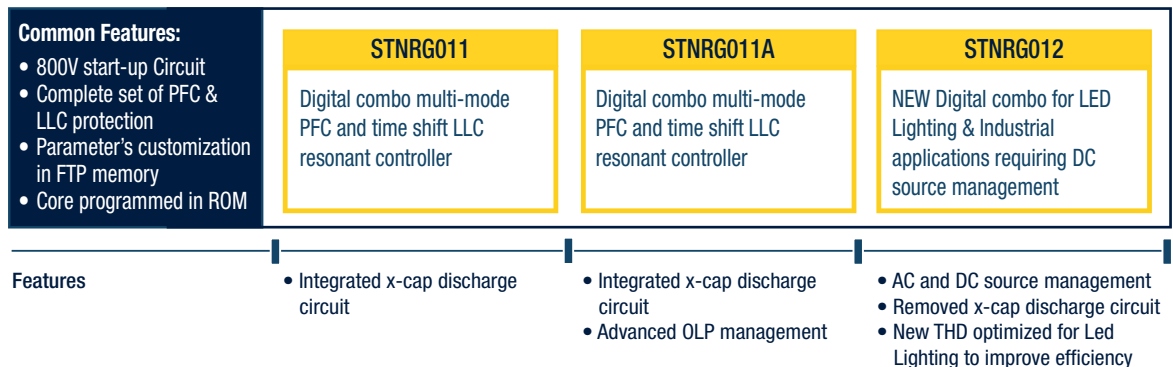 Common Features:
• 800V start-up Circuit
• Complete set of PFC &
LLC protection
• Parameter's customization
in FTP memory
• Core programmed in ROM
STNRG011
Digital combo multi-mode
PFC and time shift LLC
resonant controller
STNRG011A
Digital combo multi-mode
PFC and time shift LLC
resonant controller
STNRG012
NEW Digital combo for LED
Lighting & Industrial
applications requiring DC
source management
Features
• Integrated x-cap discharge
circuit
• Integrated x-cap discharge
circuit
• Advanced OLP management
• AC and DC source management
• Removed x-cap discharge circuit
• New THD optimized for Led
Lighting to improve efficiency